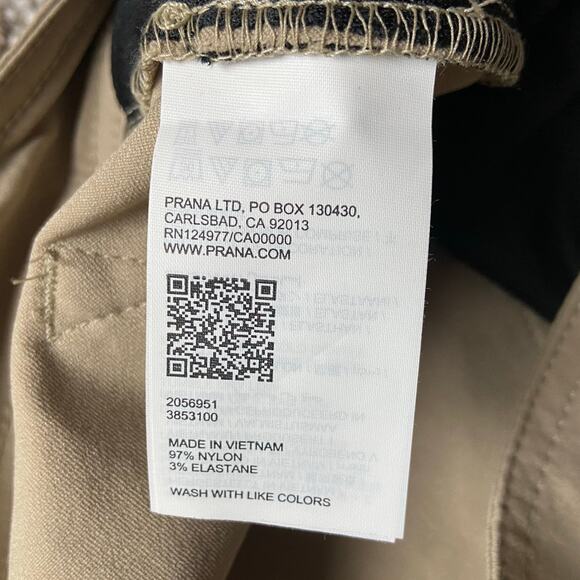 PRANA LTD, PO BOX 130430,
CARLSBAD, CA 92013
RN124977/CA00000
WWW.PRANA.COM
2056951
3853100
MADE IN VIETNAM
97% NYLON
3% ELASTANE
WASH WITH LIKE COLORS